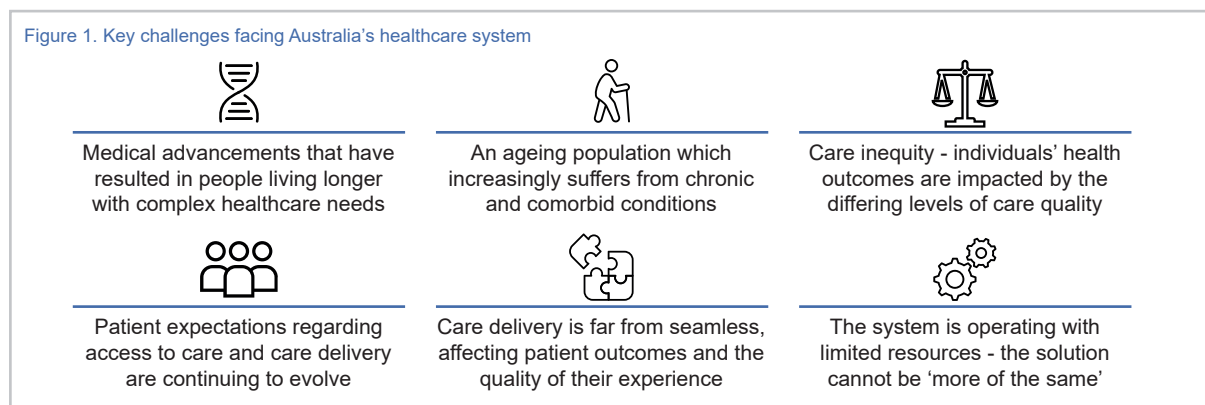 Figure 1. Key challenges facing Australia's healthcare system
Medical advancements that have
resulted in people living longer
with complex healthcare needs
An ageing population which
increasingly suffers from chronic
and comorbid conditions
Care inequity - individuals' health
outcomes are impacted by the
differing levels of care quality
Patient expectations regarding
access to care and care delivery
are continuing to evolve
Care delivery is far from seamless,
affecting patient outcomes and the
quality of their experience
The system is operating with
limited resources - the solution
cannot be 'more of the same'